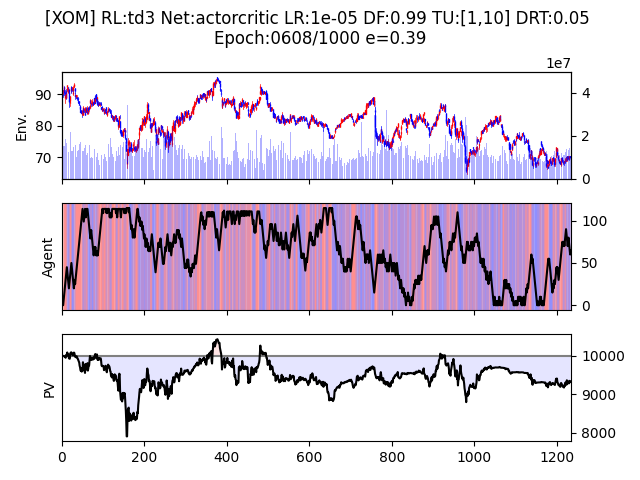 [XOM] RL:td3 Net:actorcritic LR:1e-05 DF:0.99 TU:[1,10] DRT:0.05
Epoch:0608/1000 e=0.39
1e7
90
80
70
Env.
4
2
0
Agent
100
50
0
PV
10000
9000
8000
0 200 400 600 800 1000 1200